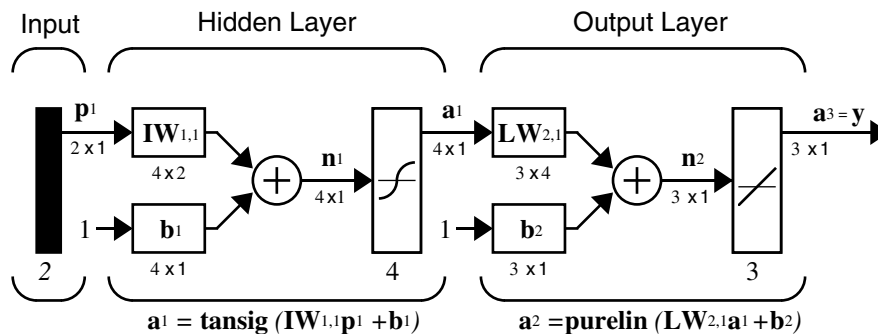 Input
Hidden Layer
Output Layer
p1
a1
a3 = y
IW1,1
LW2,1
2 x 1
4 x 1
3 x 1
4 x 2
n1
3 x 4
n2
4 x 1
3 x 1
1
b1
1
b2
2
4 x 1
4
3 x 1
3
a1 = tansig (IW1,1p1 +b1)
a2 =purelin (LW2,1a1+b2)